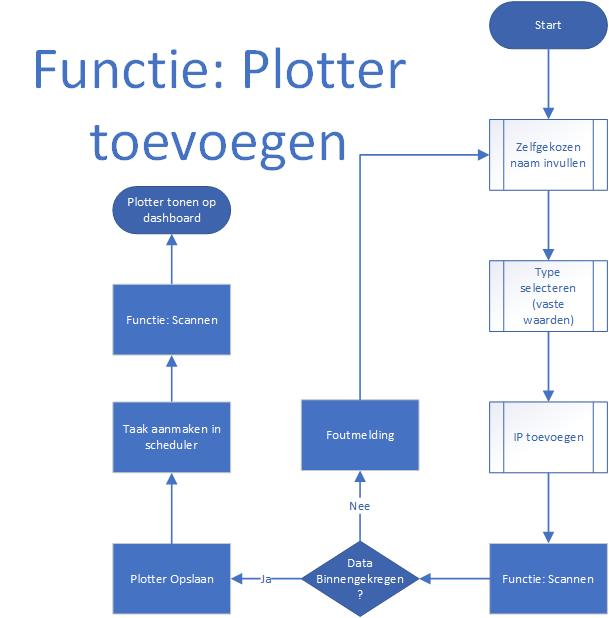 Functie: Plotter
toevoegen
Start
Zelfgekozen
naam invullen
Type
selecteren
(vaste
waarden)
IP toevoegen
Functie: Scannen
Data
Binnengekregen
?
Nee
Foutmelding
Ja
Plotter Opslaan
Taak aanmaken in
scheduler
Functie: Scannen
Plotter tonen op
dashboard